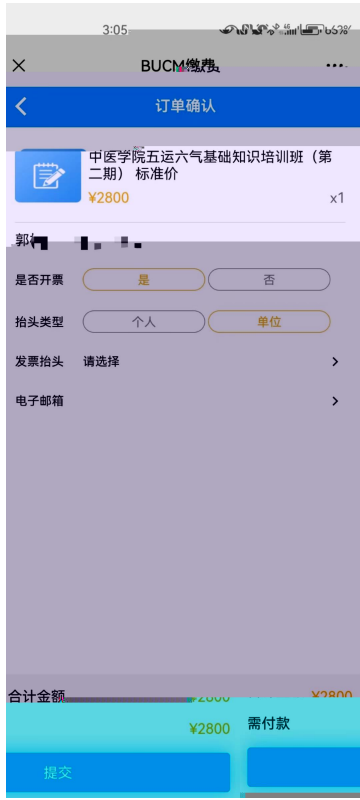 3:05
63%
BUCM缴费
订单确认
中医学院五运六气基础知识培训班（第
二期） 标准价
¥2800
x1
郭
是否开票
是
否
抬头类型
个人
单位
发票抬头
请选择
电子邮箱
合计金额
¥2800
¥2800
¥2800
需付款
提交